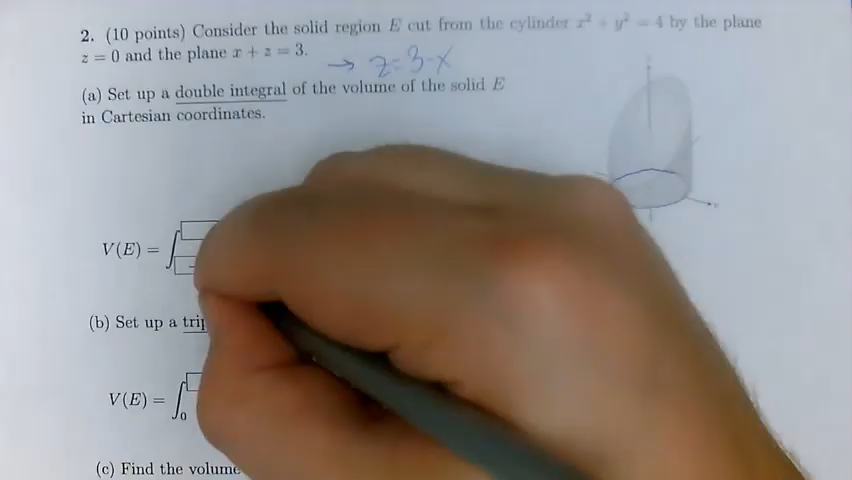 2. (10 points) Consider the solid region E cut from the cylinder x² + y² = 4 by the plane
z = 0 and the plane x + z = 3.
→ z=3-x
(a) Set up a double integral of the volume of the solid E
in Cartesian coordinates.
V(E) = ∫
(b) Set up a trip
V(E) = ∫₀
(c) Find the volume